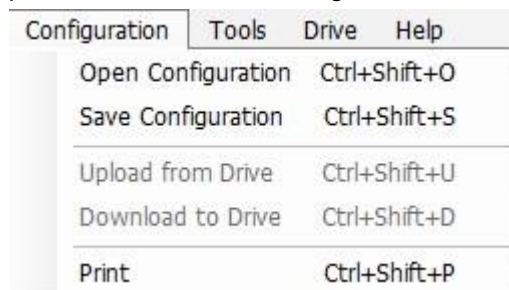 Configuration Tools Drive Help
Open Configuration Ctrl+Shift+O
Save Configuration Ctrl+Shift+S
Upload from Drive Ctrl+Shift+U
Download to Drive Ctrl+Shift+D
Print Ctrl+Shift+P